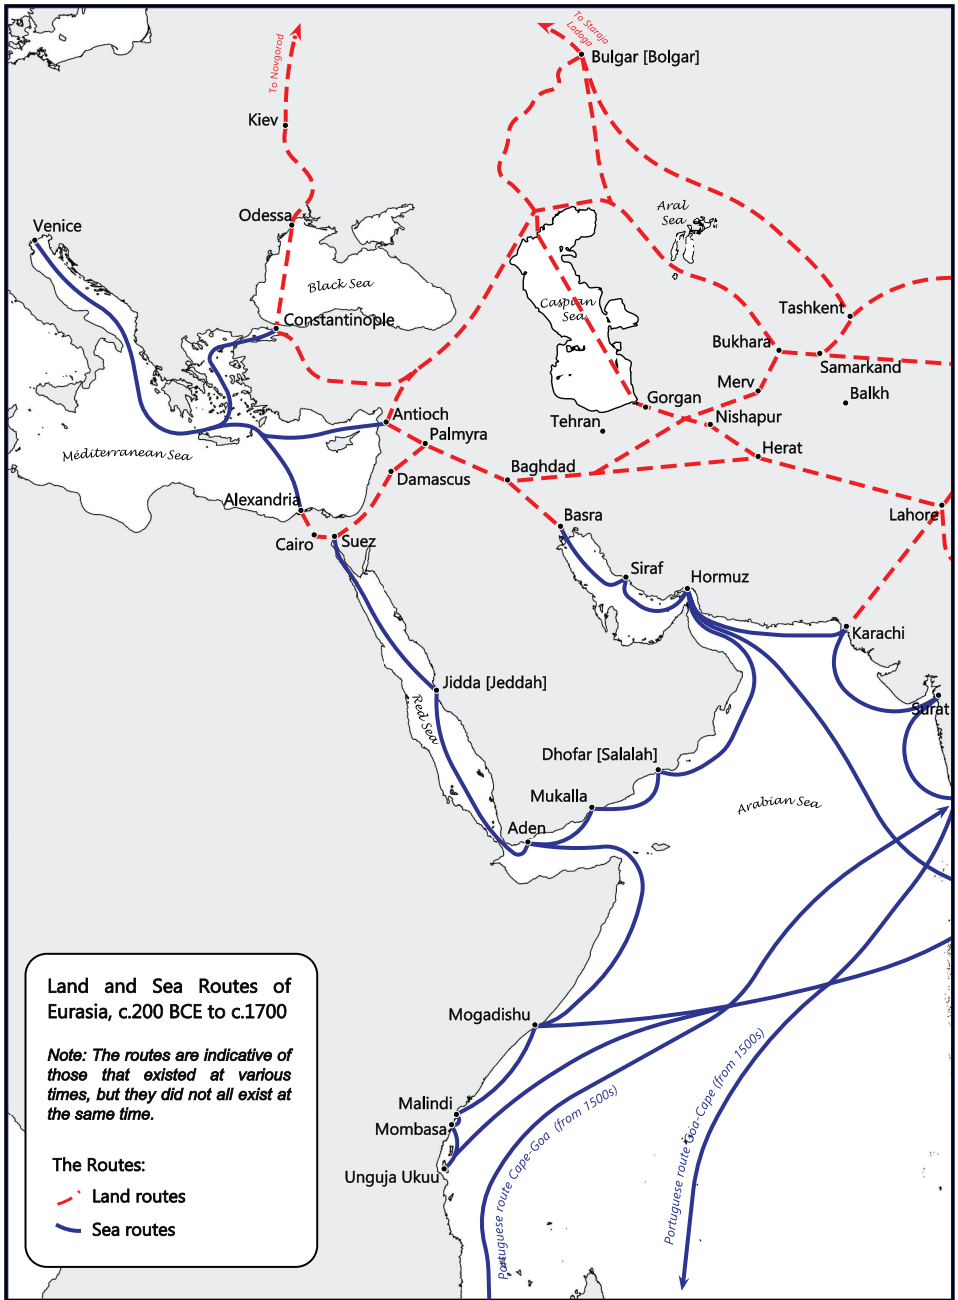 To Novgorod
To Staraja
Ladoga
Bulgar [Bolgar]
Kiev
Odessa
Venice
Aral
Sea
Black Sea
Caspian
Sea
Constantinople
Tashkent
Bukhara
Samarkand
Merv
Balkh
Gorgan
Nishapur
Tehran
Antioch
Palmyra
Herat
Méditerranean Sea
Baghdad
Damascus
Alexandria
Lahore
Basra
Cairo
Suez
Siraf
Hormuz
Karachi
Jidda [Jeddah]
Red Sea
Surat
Dhofar [Salalah]
Mukalla
Arabian Sea
Aden
Mogadishu
Malindi
Mombasa
Unguja Ukuu
Portuguese route Cape-Goa (from 1500s)
Portuguese route Goa-Cape (from 1500s)
Land and Sea Routes of
Eurasia, c.200 BCE to c.1700
Note: The routes are indicative of
those that existed at various
times, but they did not all exist at
the same time.
The Routes:
Land routes
Sea routes